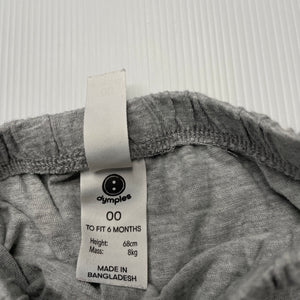 dymples
00
TO FIT 6 MONTHS
Height: 68cm
Mass: 8kg
MADE IN
BANGLADESH